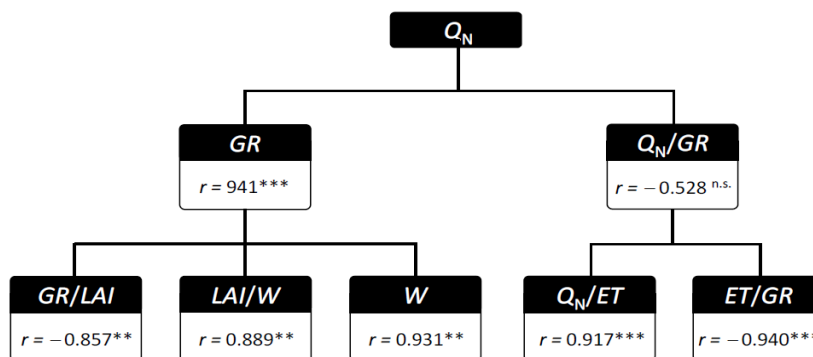 Q_N
GR
r = 941***
Q_N/GR
r = −0.528 n.s.
GR/LAI
r = −0.857**
LAI/W
r = 0.889**
W
r = 0.931**
Q_N/ET
r = 0.917***
ET/GR
r = −0.940***